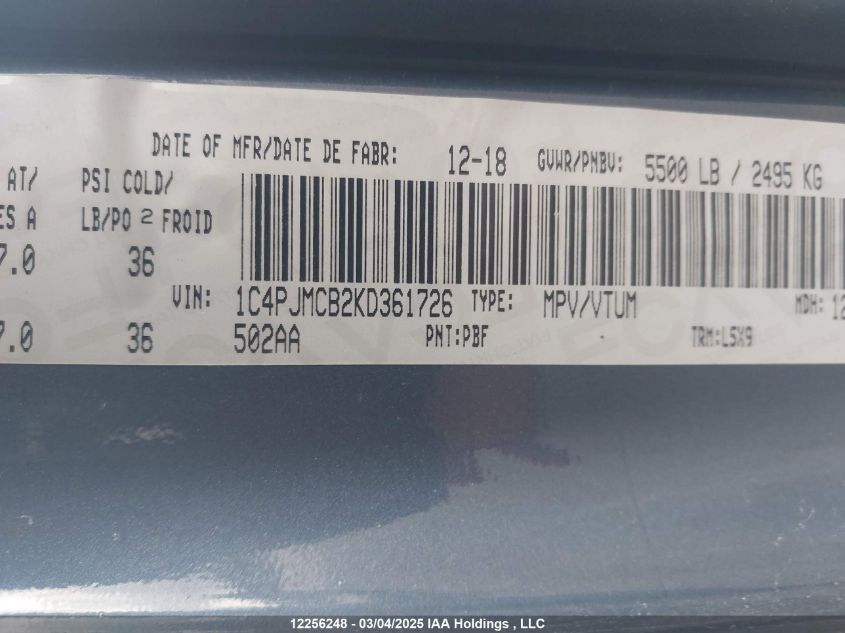 DATE OF MFR/DATE DE FABR: 12-18 GVWR/PNBV: 5500 LB / 2495 KG
AT/ PSI COLD/
ES A LB/PO 2 FROID
7.0 36
VIN: 1C4PJMCB2KD361726 TYPE: MPV/VTUM MDH: 12
7.0 36 502AA PNT:PBF TRM:L5X9
12256248 - 03/04/2025 IAA Holdings , LLC